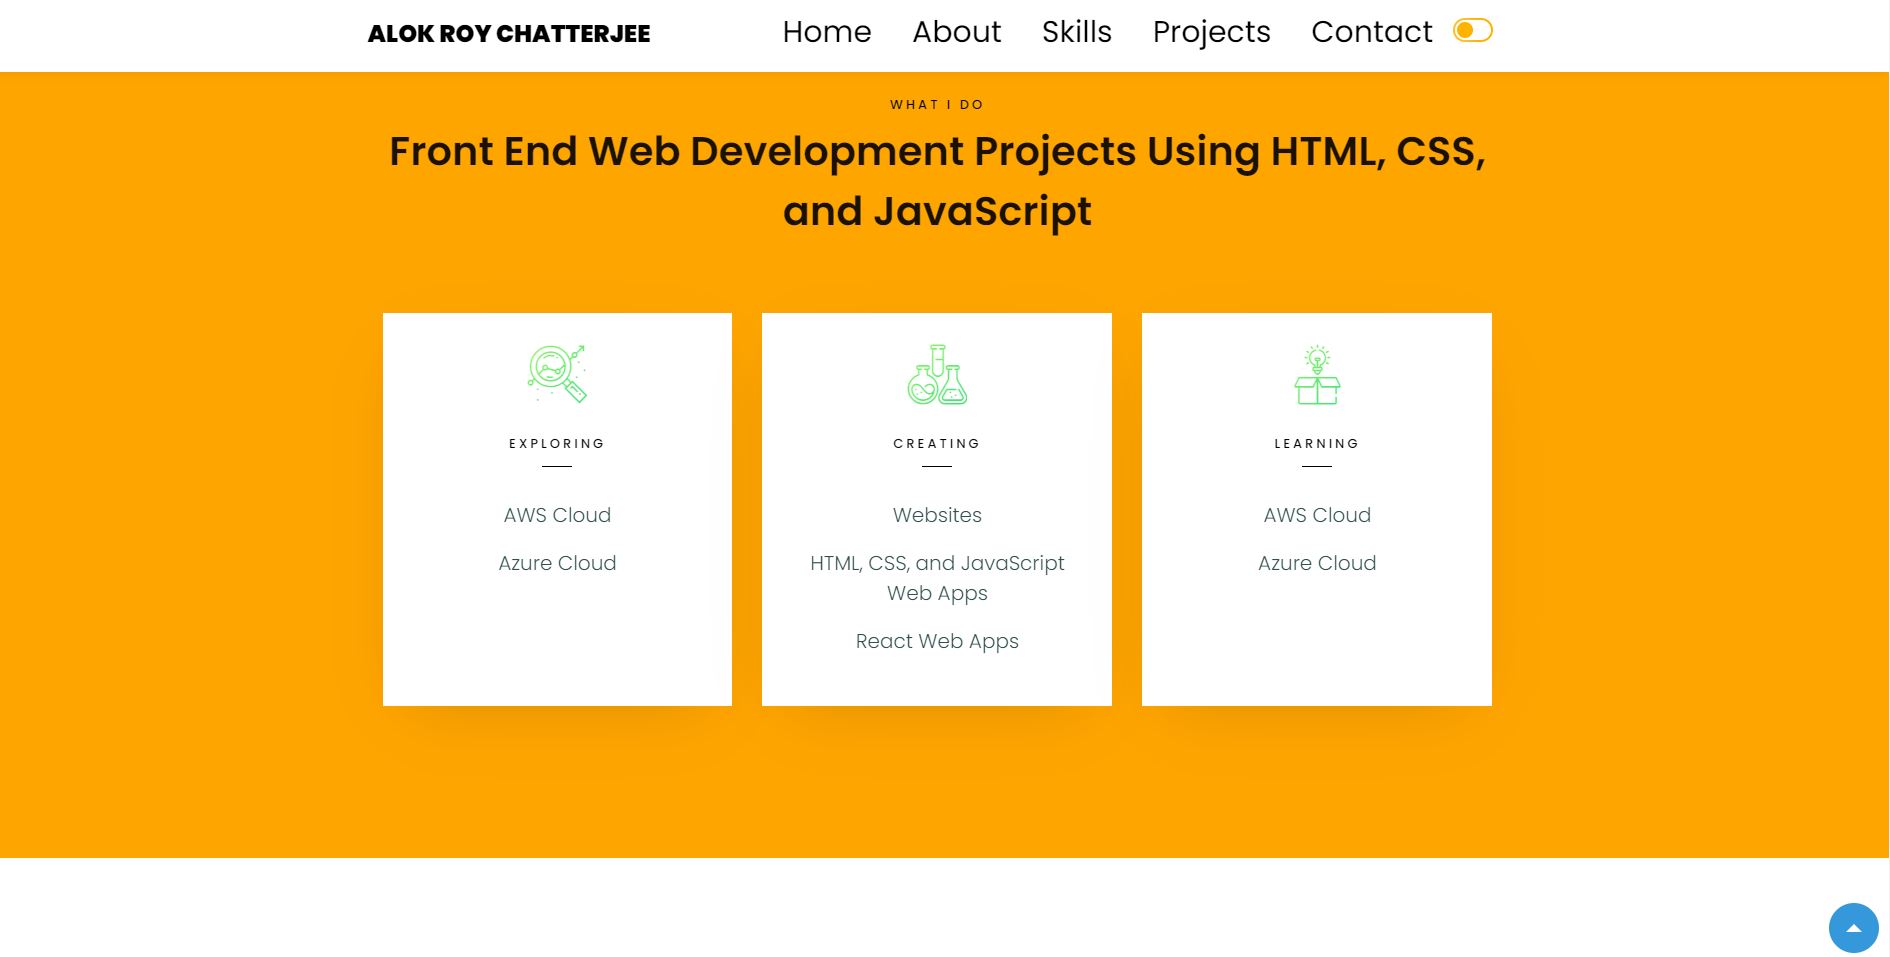 ALOK ROY CHATTERJEE
Home About Skills Projects Contact
WHAT I DO
Front End Web Development Projects Using HTML, CSS,
and JavaScript
EXPLORING
AWS Cloud
Azure Cloud
CREATING
Websites
HTML, CSS, and JavaScript
Web Apps
React Web Apps
LEARNING
AWS Cloud
Azure Cloud